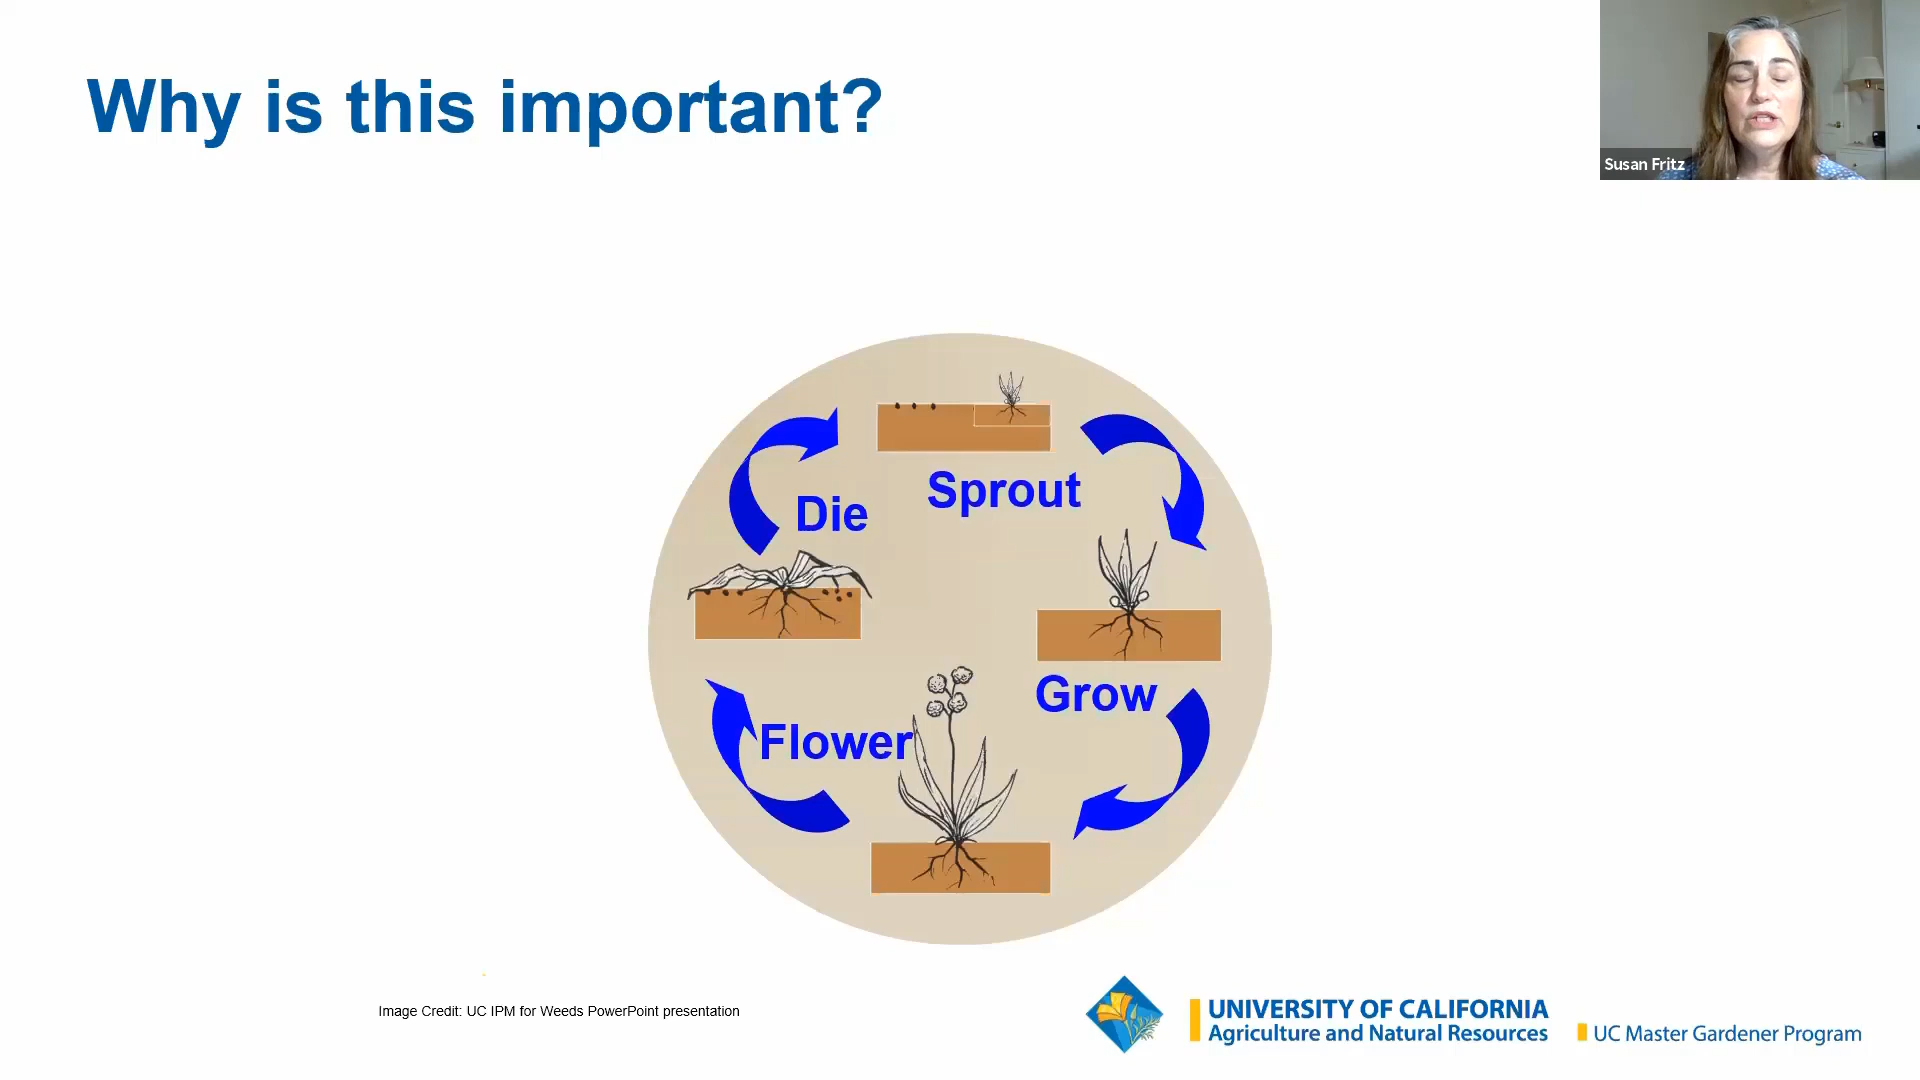 Why is this important?
Susan Fritz
Sprout
Die
Grow
Flower
Image Credit: UC IPM for Weeds PowerPoint presentation
UNIVERSITY OF CALIFORNIA
Agriculture and Natural Resources
UC Master Gardener Program